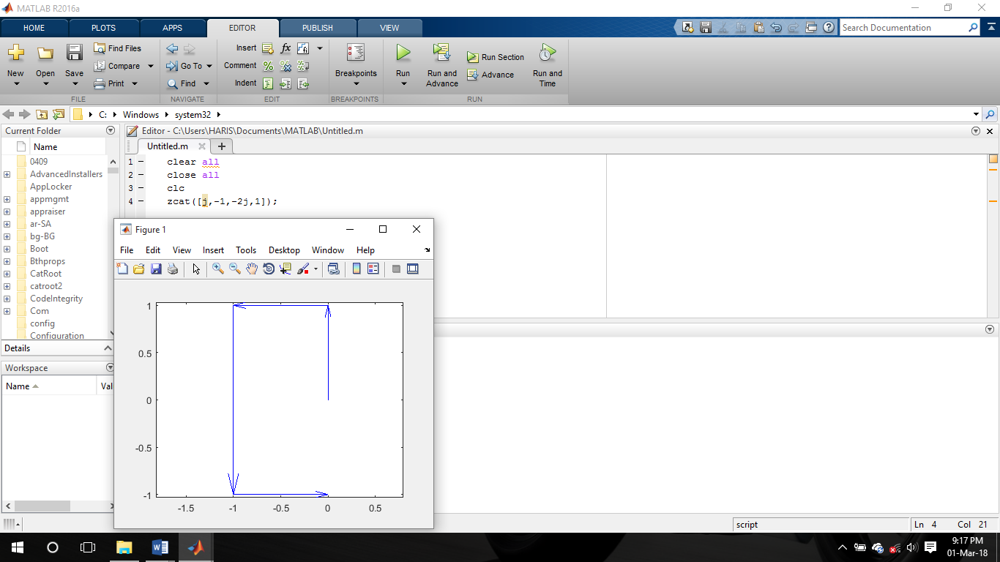 MATLAB R2016a
HOME PLOTS APPS EDITOR PUBLISH VIEW
Search Documentation
New Open Save
Find Files
Compare
Print
FILE
Go To
Find
NAVIGATE
Insert fx
Comment
Indent
EDIT
Breakpoints
BREAKPOINTS
Run
Run and Advance
Run Section
Advance
Run and Time
RUN
C: Windows system32
Current Folder
Name
0409
AdvancedInstallers
AppLocker
appmgmt
appraiser
ar-SA
bg-BG
Boot
Bthprops
CatRoot
catroot2
CodeIntegrity
Com
config
Configuration
Details
Workspace
Name Val
Editor - C:\Users\HARIS\Documents\MATLAB\Untitled.m
Untitled.m
1 - clear all
2 - close all
3 - clc
4 - zcat([j,-1,-2j,1]);
Figure 1
File Edit View Insert Tools Desktop Window Help
1
0.5
0
-0.5
-1
-1.5 -1 -0.5 0 0.5
script Ln 4 Col 21
9:17 PM
01-Mar-18